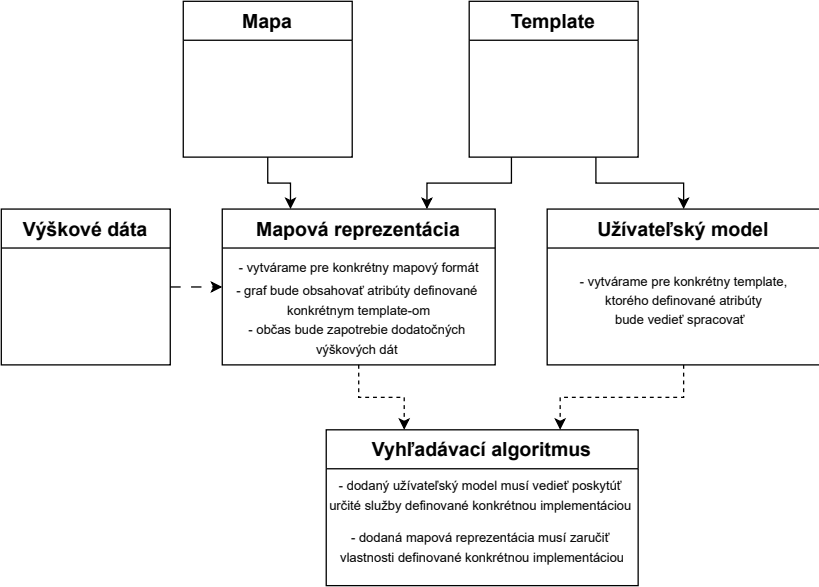 Mapa
Template
Výškové dáta
Mapová reprezentácia
- vytvárame pre konkrétny mapový formát
- graf bude obsahovať atribúty definované
konkrétnym template-om
- občas bude zapotrebie dodatočných
výškových dát
Užívateľský model
- vytvárame pre konkrétny template,
ktorého definované atribúty
bude vedieť spracovať
Vyhľadávací algoritmus
- dodaný užívateľský model musí vedieť poskytúť
určité služby definované konkrétnou implementáciou
- dodaná mapová reprezentácia musí zaručiť
vlastnosti definované konkrétnou implementáciou